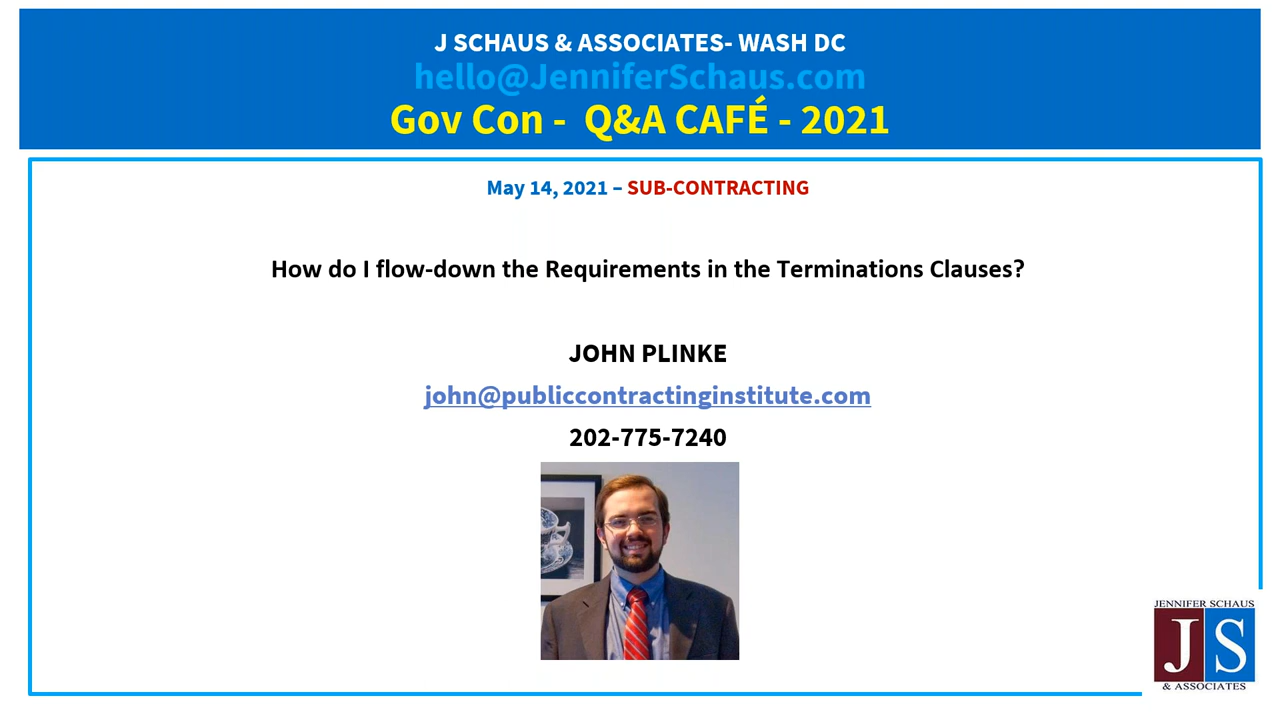 J SCHAUS & ASSOCIATES- WASH DC
hello@JenniferSchaus.com
Gov Con -  Q&A CAFÉ - 2021
May 14, 2021 – SUB-CONTRACTING
How do I flow-down the Requirements in the Terminations Clauses?
JOHN PLINKE
john@publiccontractinginstitute.com
202-775-7240
JENNIFER SCHAUS
JS
& ASSOCIATES